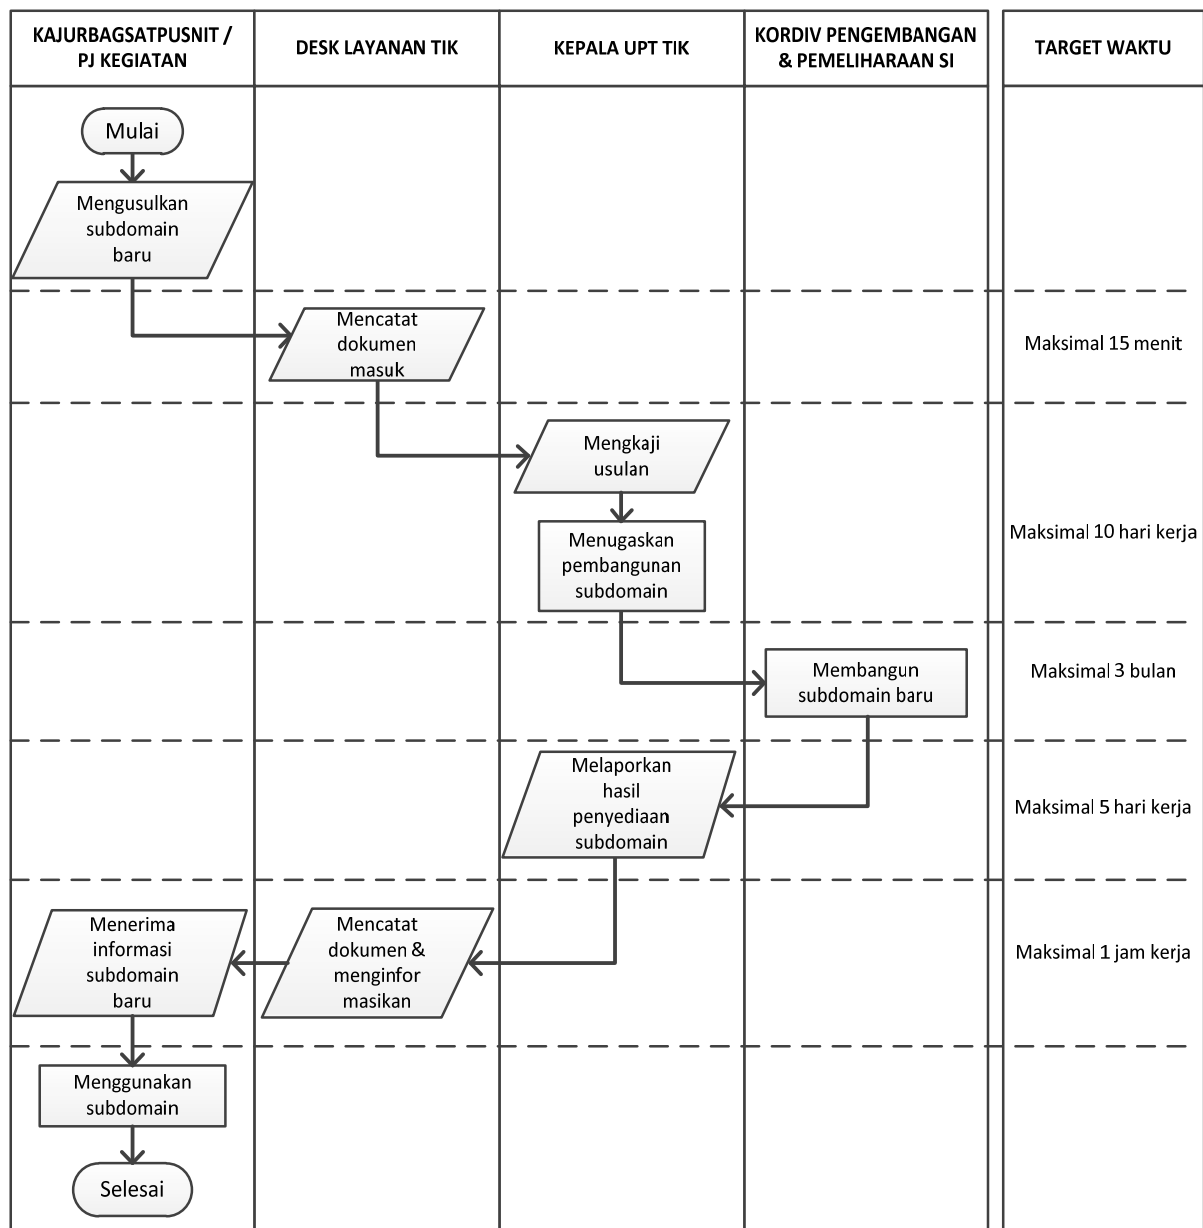 KAJURBAGSATPUSNIT /
PJ KEGIATAN
DESK LAYANAN TIK
KEPALA UPT TIK
KORDIV PENGEMBANGAN
& PEMELIHARAAN SI
TARGET WAKTU
Mulai
Mengusulkan
subdomain
baru
Mencatat
dokumen
masuk
Maksimal 15 menit
Mengkaji
usulan
Menugaskan
pembangunan
subdomain
Maksimal 10 hari kerja
Membangun
subdomain baru
Maksimal 3 bulan
Melaporkan
hasil
penyediaan
subdomain
Maksimal 5 hari kerja
Menerima
informasi
subdomain
baru
Mencatat
dokumen &
menginfor
masikan
Maksimal 1 jam kerja
Menggunakan
subdomain
Selesai